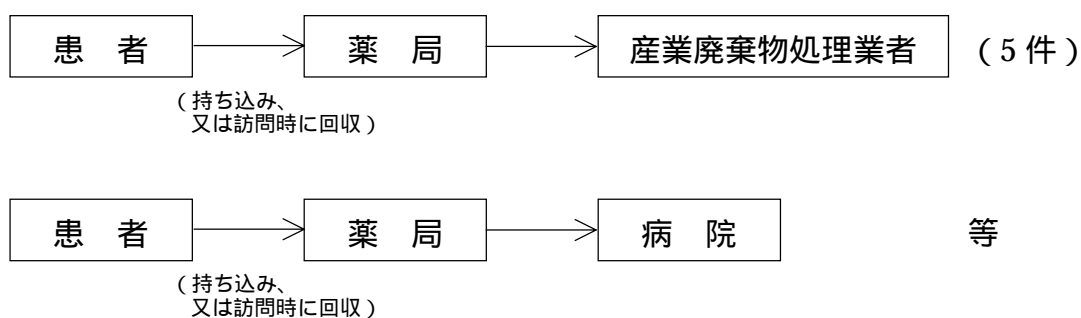 患　者 薬　局 産業廃棄物処理業者 （5 件）
（持ち込み、
又は訪問時に回収）
患　者 薬　局 病　院 等
（持ち込み、
又は訪問時に回収）